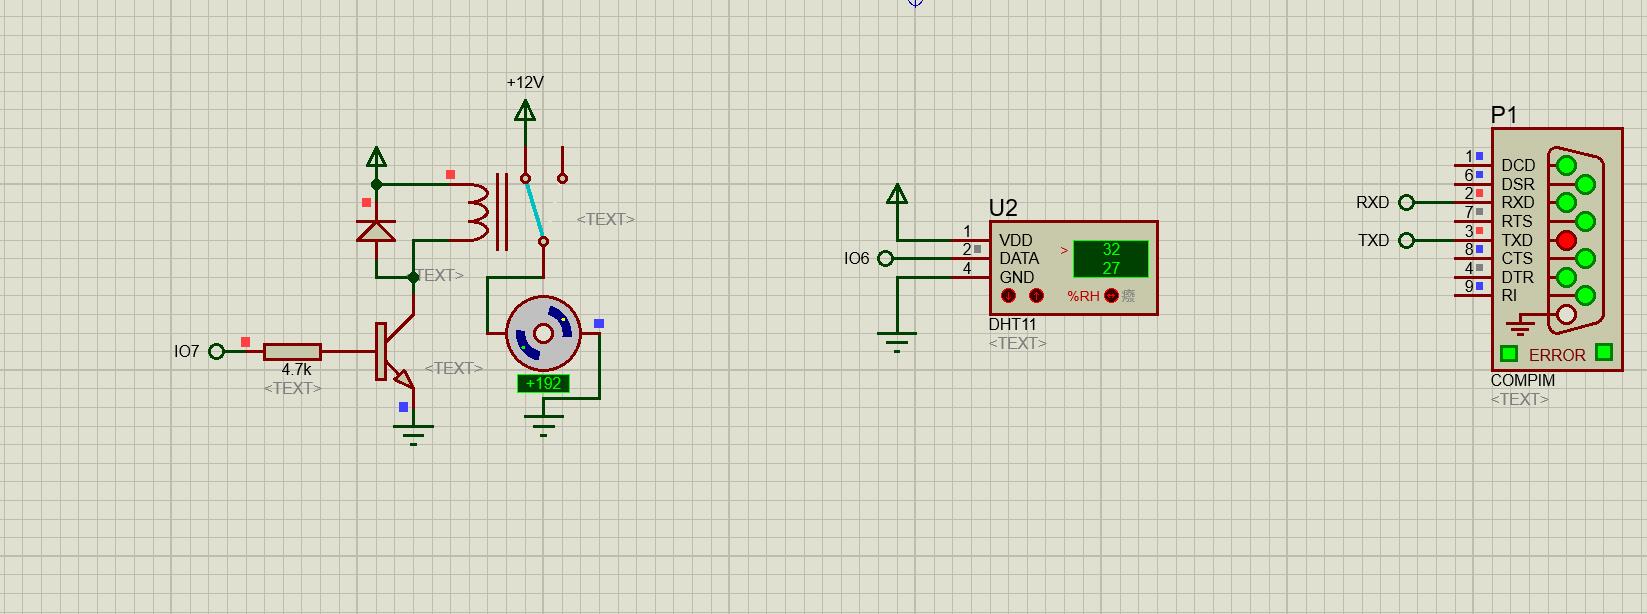 +12V
<TEXT>
TEXT>
IO7
4.7k
<TEXT>
<TEXT>
+192
U2
IO6
1 VDD
2 DATA
4 GND
>
32
27
%RH 癈
DHT11
<TEXT>
P1
RXD
TXD
1 DCD
6 DSR
2 RXD
7 RTS
3 TXD
8 CTS
4 DTR
9 RI
ERROR
COMPIM
<TEXT>